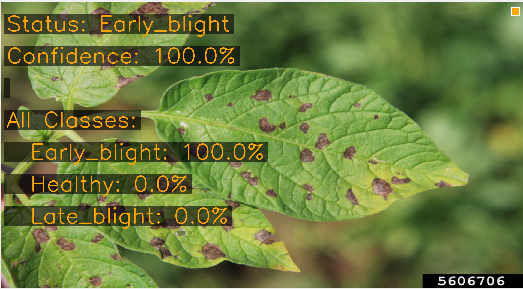 Status: Early_blight
Confidence: 100.0%
All Classes:
Early_blight: 100.0%
Healthy: 0.0%
Late_blight: 0.0%
5606706